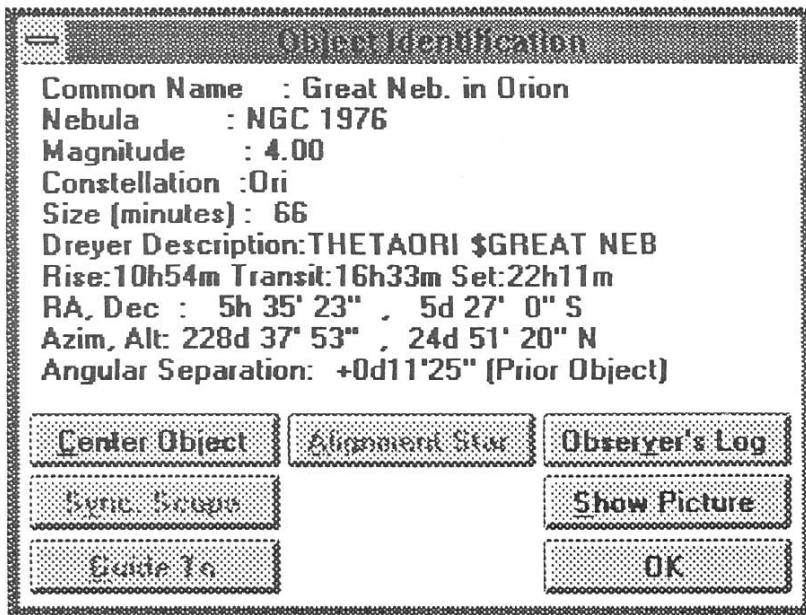 Object Identification
Common Name : Great Neb. in Orion
Nebula : NGC 1976
Magnitude : 4.00
Constellation :Ori
Size (minutes) : 66
Dreyer Description:THETAORI $GREAT NEB
Rise:10h54m Transit:16h33m Set:22h11m
RA, Dec : 5h 35' 23" , 5d 27' 0" S
Azim, Alt: 228d 37' 53" , 24d 51' 20" N
Angular Separation: +0d11'25" (Prior Object)
Center Object Alignment Star Observer's Log
Sync. Scope Show Picture
Guide To OK